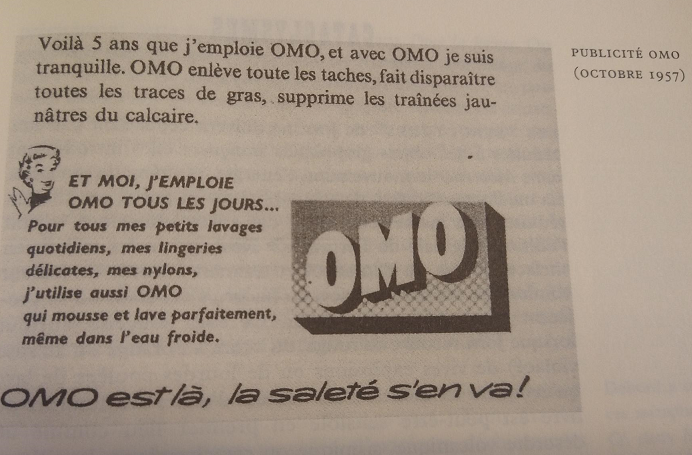 Voilà 5 ans que j'emploie OMO, et avec OMO je suis
tranquille. OMO enlève toute les taches, fait disparaître
toutes les traces de gras, supprime les traînées jau-
nâtres du calcaire.
PUBLICITÉ OMO
(OCTOBRE 1957)
ET MOI, J'EMPLOIE
OMO TOUS LES JOURS...
Pour tous mes petits lavages
quotidiens, mes lingeries
délicates, mes nylons,
j'utilise aussi OMO
qui mousse et lave parfaitement,
même dans l'eau froide.
OMO
OMO est là, la saleté s'en va!